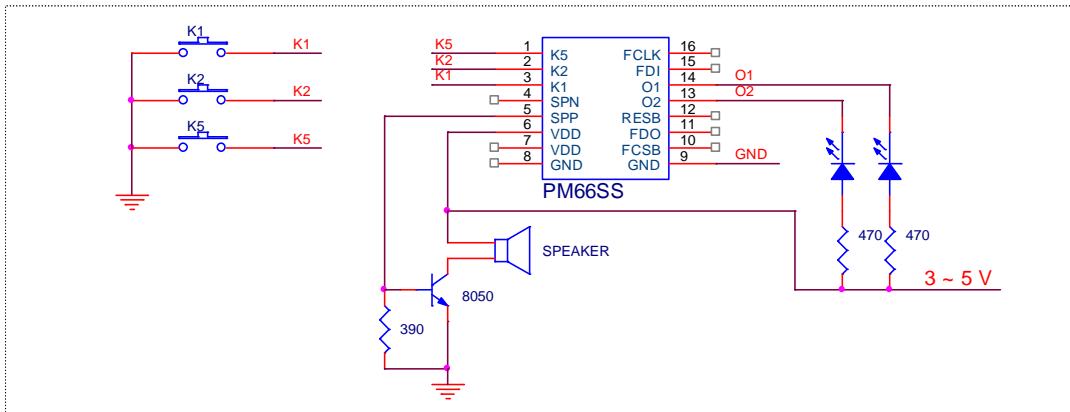 K1
K1
K2
K2
K5
K5
K5 1 K5 FCLK 16
K2 2 K2 FDI 15
K1 3 K1 O1 14 O1
4 SPN O2 13 O2
5 SPP RESB 12
6 VDD FDO 11
7 VDD FCSB 10
8 GND GND 9 GND
PM66SS
SPEAKER
470 470
3 ~ 5 V
8050
390